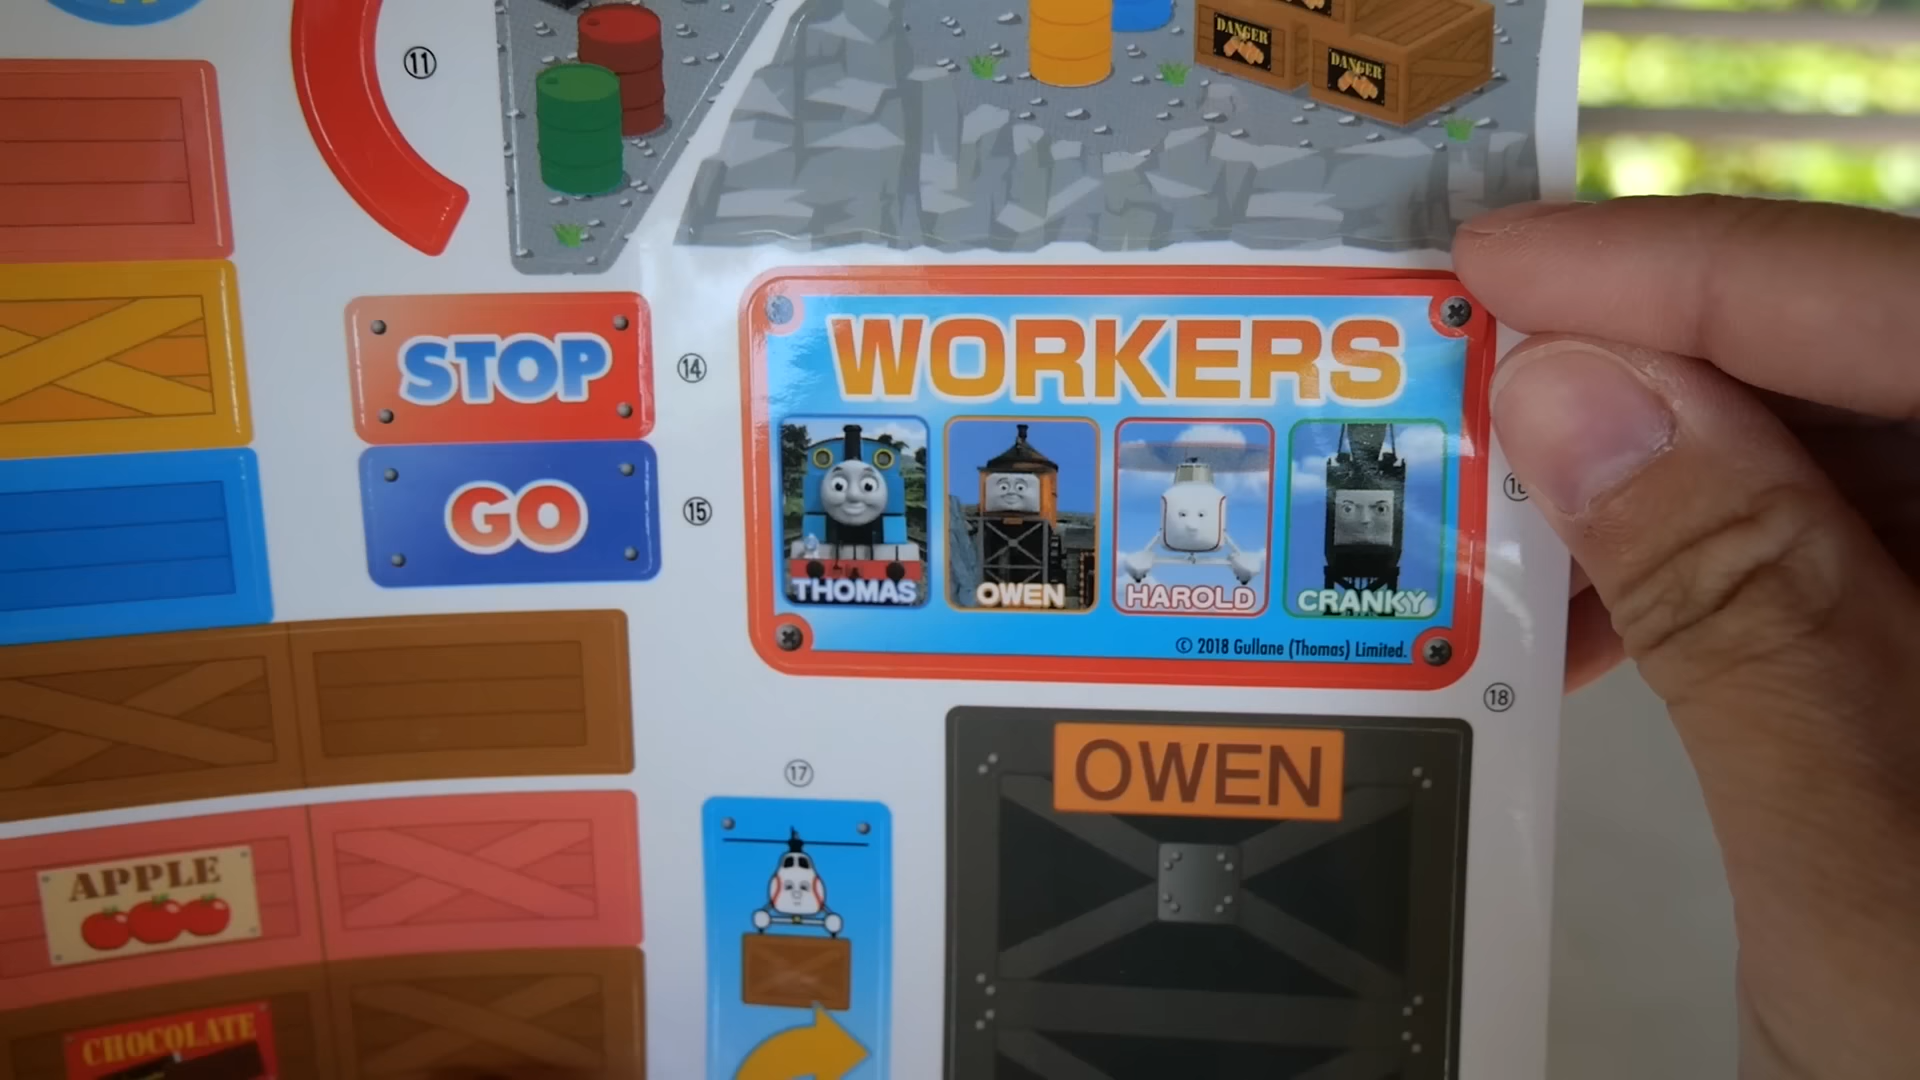 ⑪
DANGER
DANGER
STOP
⑭
GO
⑮
WORKERS
THOMAS
OWEN
HAROLD
CRANKY
© 2018 Gullane (Thomas) Limited.
⑱
⑰
OWEN
APPLE
CHOCOLATE